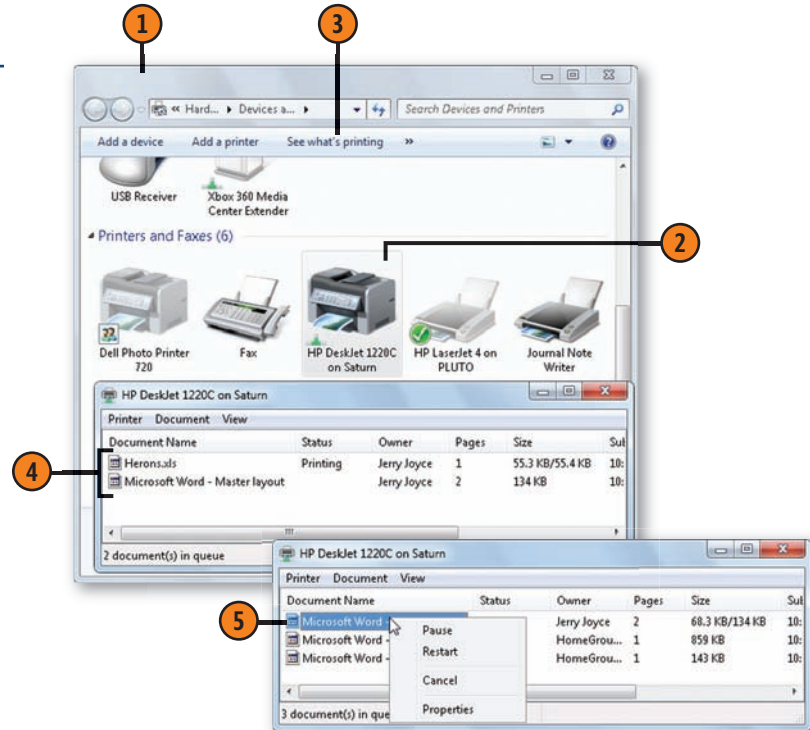 1
3
« Hard... ▸ Devices a... ▸
Search Devices and Printers
Add a device Add a printer See what's printing »
USB Receiver
Xbox 360 Media
Center Extender
Printers and Faxes (6)
2
Dell Photo Printer
720
Fax
HP DeskJet 1220C
on Saturn
HP LaserJet 4 on
PLUTO
Journal Note
Writer
HP DeskJet 1220C on Saturn
Printer Document View
Document Name Status Owner Pages Size Sul
4
Herons.xls Printing Jerry Joyce 1 55.3 KB/55.4 KB 10:
Microsoft Word - Master layout Jerry Joyce 2 134 KB 10:
2 document(s) in queue
HP DeskJet 1220C on Saturn
Printer Document View
Document Name Status Owner Pages Size Sul
5
Microsoft Word - Jerry Joyce 2 68.3 KB/134 KB 10:
Microsoft Word - HomeGrou... 1 859 KB 10:
Microsoft Word - HomeGrou... 1 143 KB 10:
Pause
Restart
Cancel
Properties
3 document(s) in que